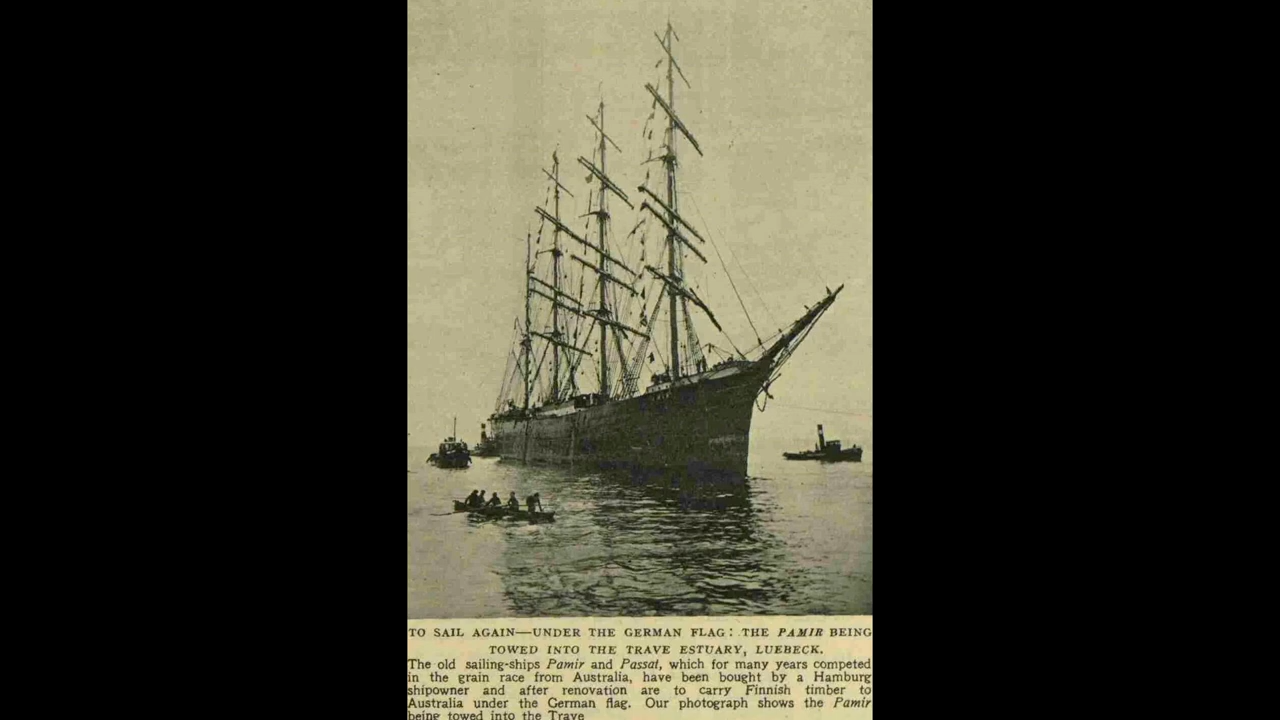 TO SAIL AGAIN—UNDER THE GERMAN FLAG: THE PAMIR BEING
TOWED INTO THE TRAVE ESTUARY, LUEBECK.
The old sailing-ships Pamir and Passat, which for many years competed
in the grain race from Australia, have been bought by a Hamburg
shipowner and after renovation are to carry Finnish timber to
Australia under the German flag. Our photograph shows the Pamir
being towed into the Trave